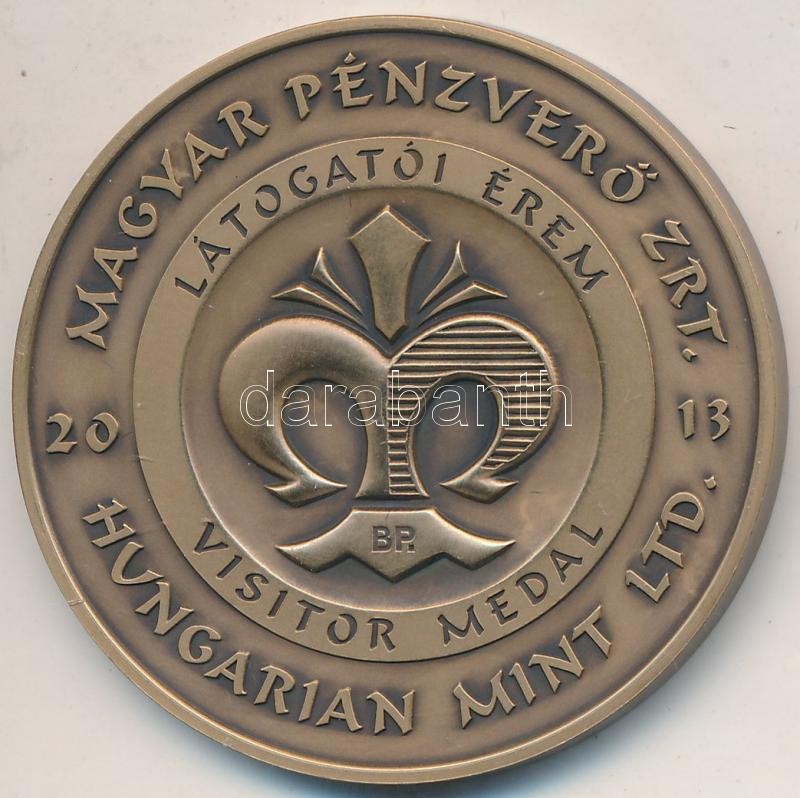 MAGYAR PÉNZVERŐ ZRT.
LÁTOGATÓI ÉREM
darabanth
20 13
BP.
VISITOR MEDAL
HUNGARIAN MINT LTD.